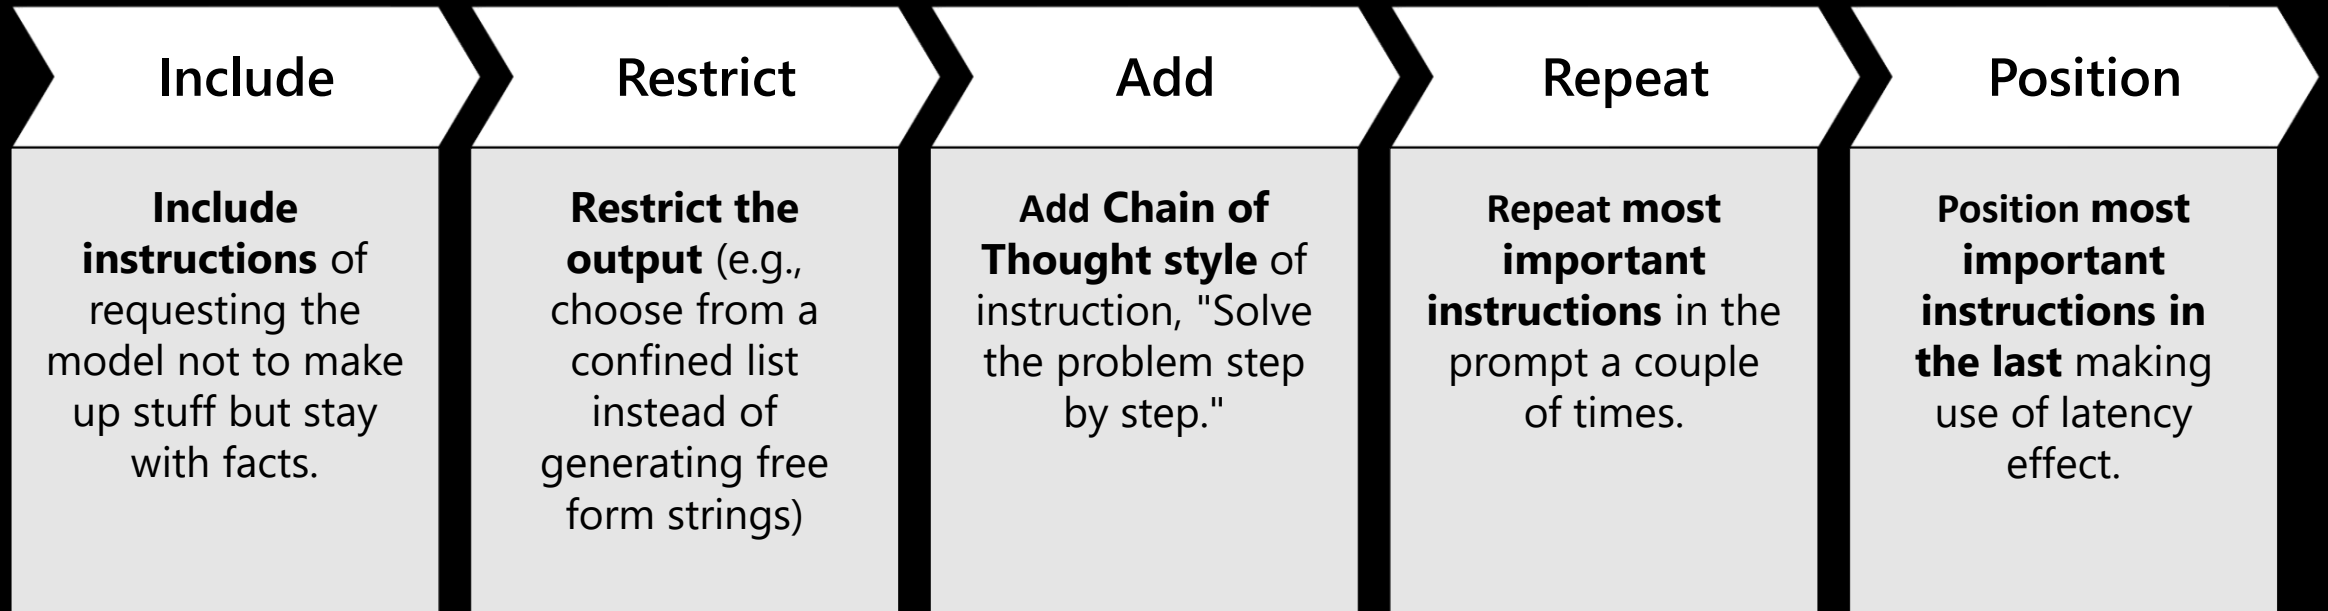 Include
Include
instructions of
requesting the
model not to make
up stuff but stay
with facts.
Restrict
Restrict the
output (e.g.,
choose from a
confined list
instead of
generating free
form strings)
Add
Add Chain of
Thought style of
instruction, "Solve
the problem step
by step."
Repeat
Repeat most
important
instructions in the
prompt a couple
of times.
Position
Position most
important
instructions in
the last making
use of latency
effect.